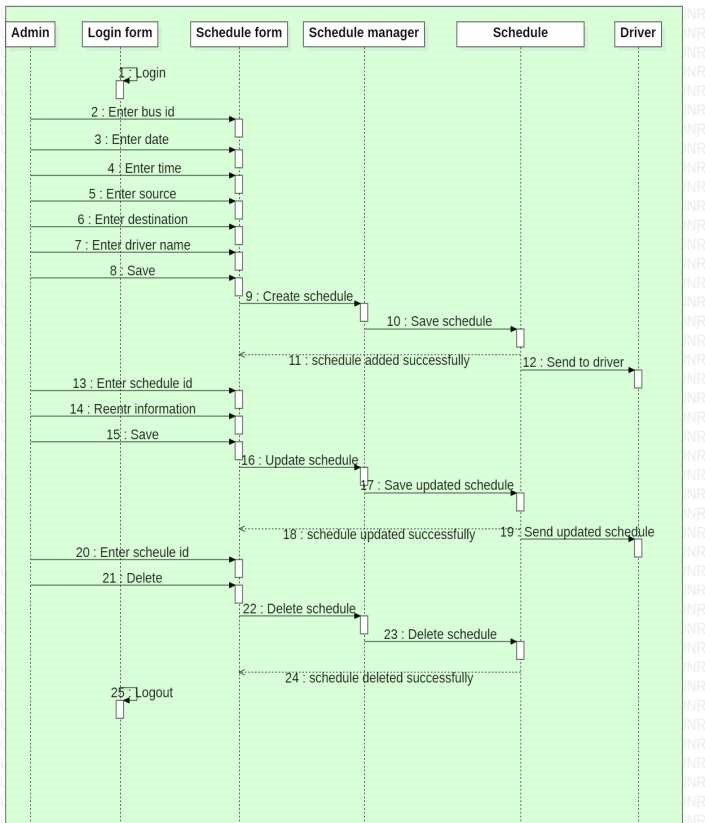 Admin
Login form
Schedule form
Schedule manager
Schedule
Driver
1 : Login
2 : Enter bus id
3 : Enter date
4 : Enter time
5 : Enter source
6 : Enter destination
7 : Enter driver name
8 : Save
9 : Create schedule
10 : Save schedule
11 : schedule added successfully
12 : Send to driver
13 : Enter schedule id
14 : Reentr information
15 : Save
16 : Update schedule
17 : Save updated schedule
18 : schedule updated successfully
19 : Send updated schedule
20 : Enter scheule id
21 : Delete
22 : Delete schedule
23 : Delete schedule
24 : schedule deleted successfully
25 : Logout